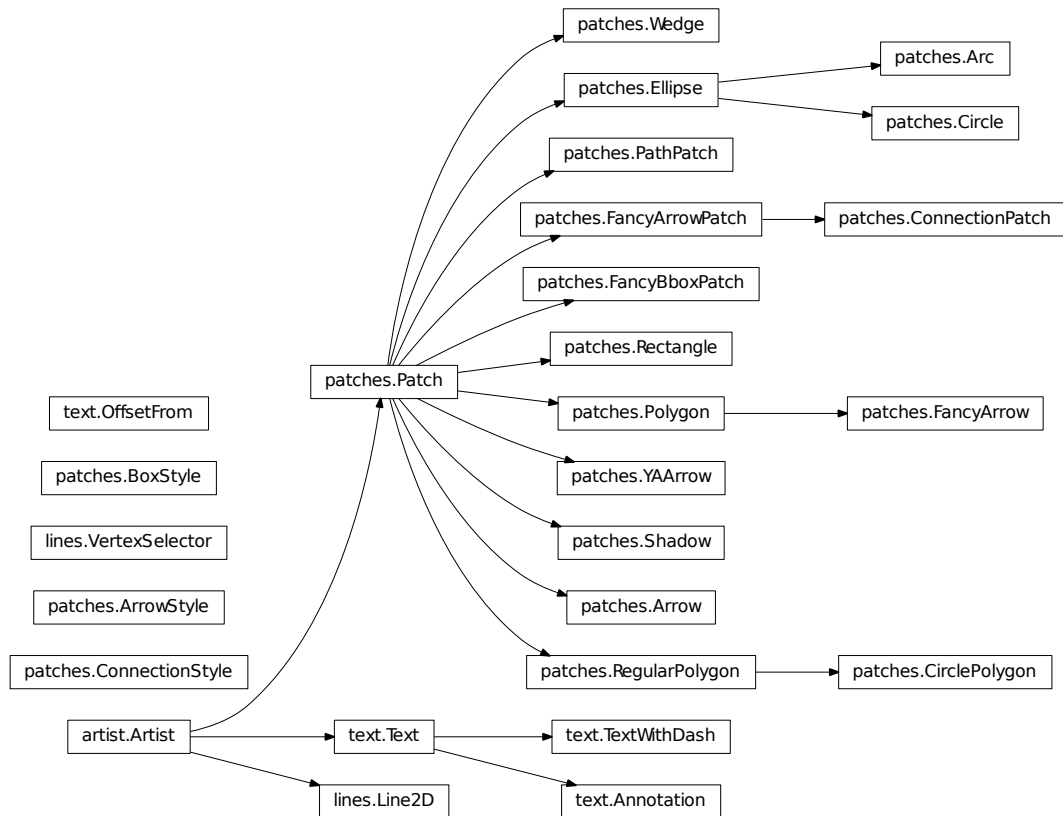 patches.Wedge
patches.Arc
patches.Ellipse
patches.Circle
patches.PathPatch
patches.FancyArrowPatch
patches.ConnectionPatch
patches.FancyBboxPatch
patches.Rectangle
patches.Patch
text.OffsetFrom
patches.Polygon
patches.FancyArrow
patches.BoxStyle
patches.YAArrow
lines.VertexSelector
patches.Shadow
patches.ArrowStyle
patches.Arrow
patches.ConnectionStyle
patches.RegularPolygon
patches.CirclePolygon
artist.Artist
text.Text
text.TextWithDash
lines.Line2D
text.Annotation